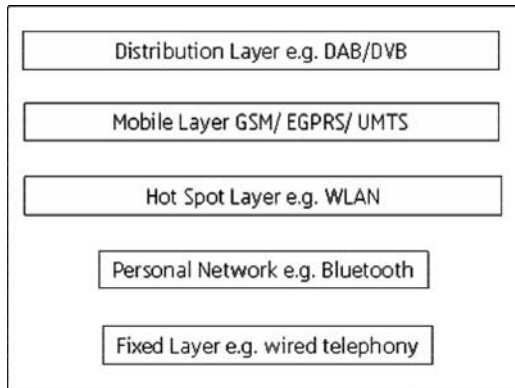 Distribution Layer e.g. DAB/DVB
Mobile Layer GSM/ EGPRS/ UMTS
Hot Spot Layer e.g. WLAN
Personal Network e.g. Bluetooth
Fixed Layer e.g. wired telephony